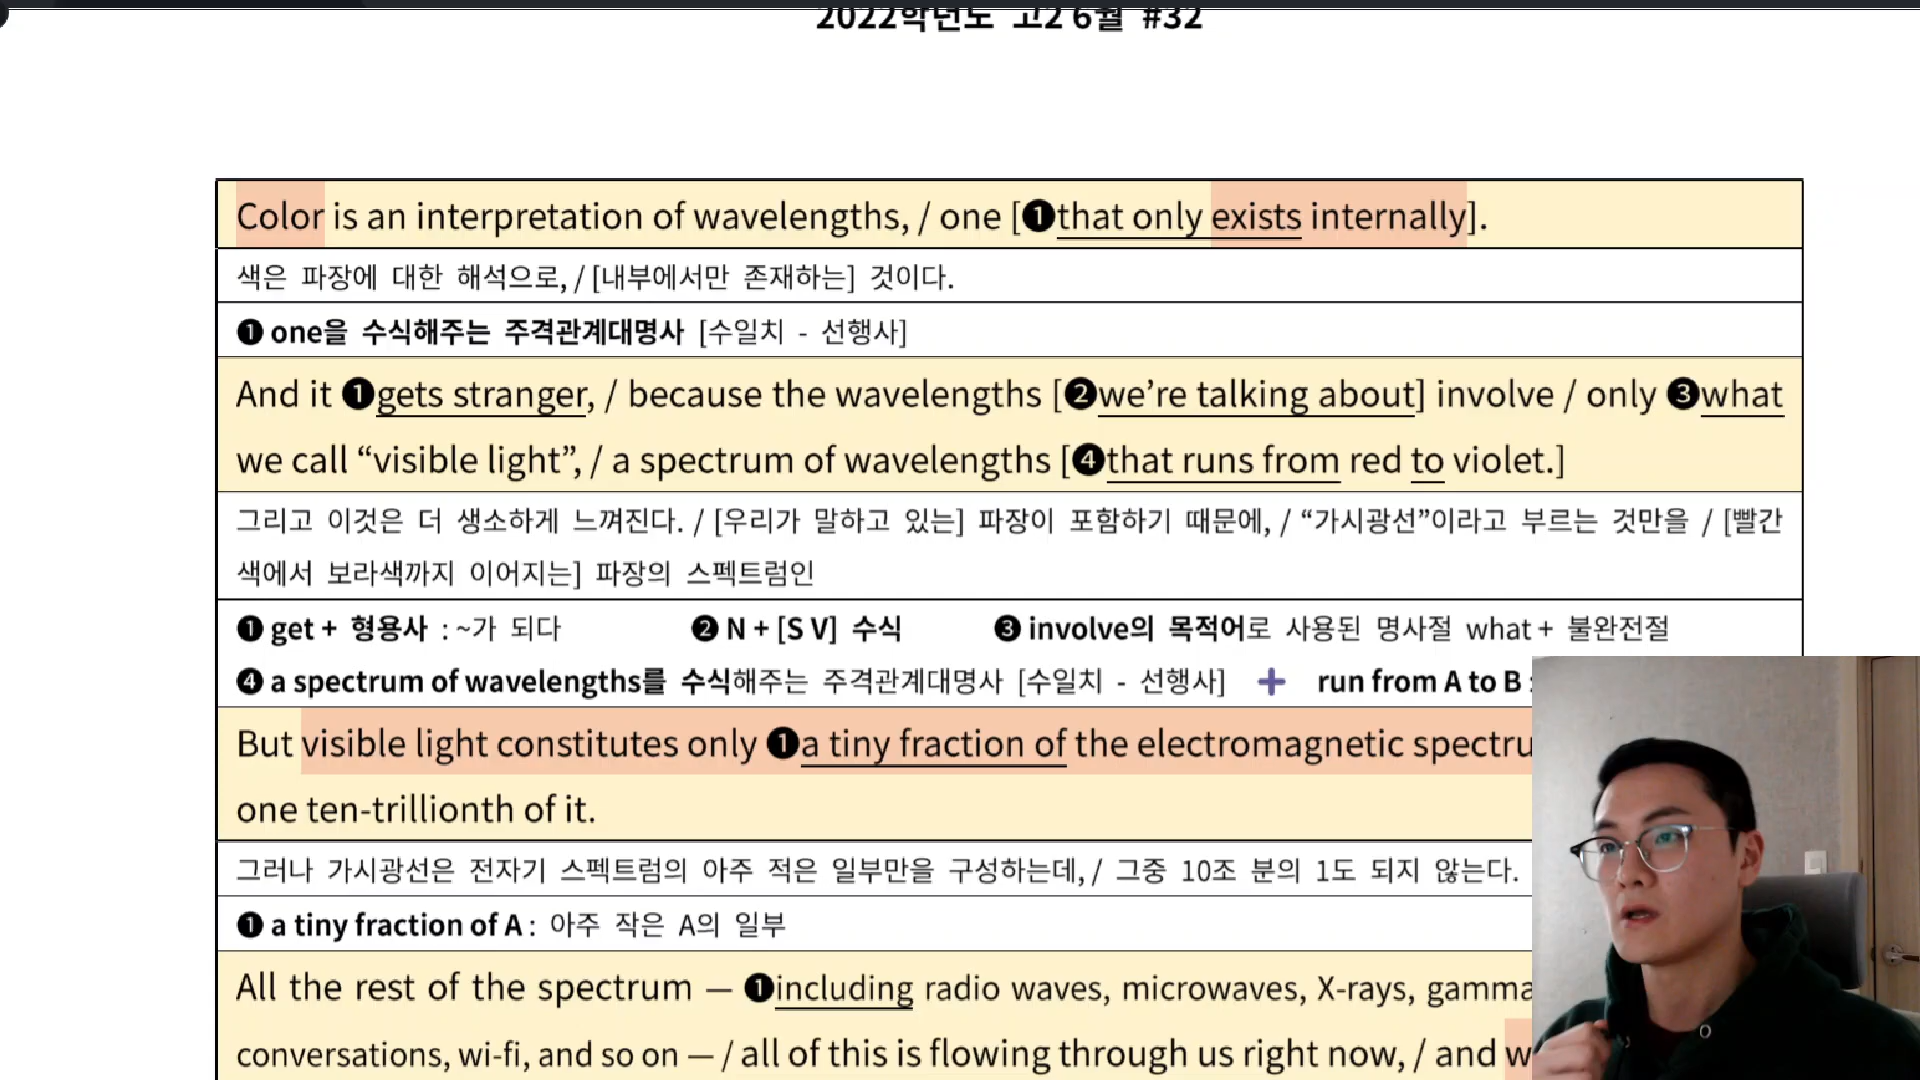 2022학년도 고2 6월 #32
Color is an interpretation of wavelengths, / one [❶that only exists internally].
색은 파장에 대한 해석으로, / [내부에서만 존재하는] 것이다.
❶ one을 수식해주는 주격관계대명사 [수일치 - 선행사]
And it ❶gets stranger, / because the wavelengths [❷we're talking about] involve / only ❸what
we call “visible light”, / a spectrum of wavelengths [❹that runs from red to violet.]
그리고 이것은 더 생소하게 느껴진다. / [우리가 말하고 있는] 파장이 포함하기 때문에, / “가시광선”이라고 부르는 것만을 / [빨간
색에서 보라색까지 이어지는] 파장의 스펙트럼인
❶ get + 형용사 : ~가 되다 ❷ N + [S V] 수식 ❸ involve의 목적어로 사용된 명사절 what + 불완전절
❹ a spectrum of wavelengths를 수식해주는 주격관계대명사 [수일치 - 선행사] + run from A to B :
But visible light constitutes only ❶a tiny fraction of the electromagnetic spectru
one ten-trillionth of it.
그러나 가시광선은 전자기 스펙트럼의 아주 적은 일부만을 구성하는데, / 그중 10조 분의 1도 되지 않는다.
❶ a tiny fraction of A : 아주 작은 A의 일부
All the rest of the spectrum — ❶including radio waves, microwaves, X-rays, gamma
conversations, wi-fi, and so on — / all of this is flowing through us right now, / and w